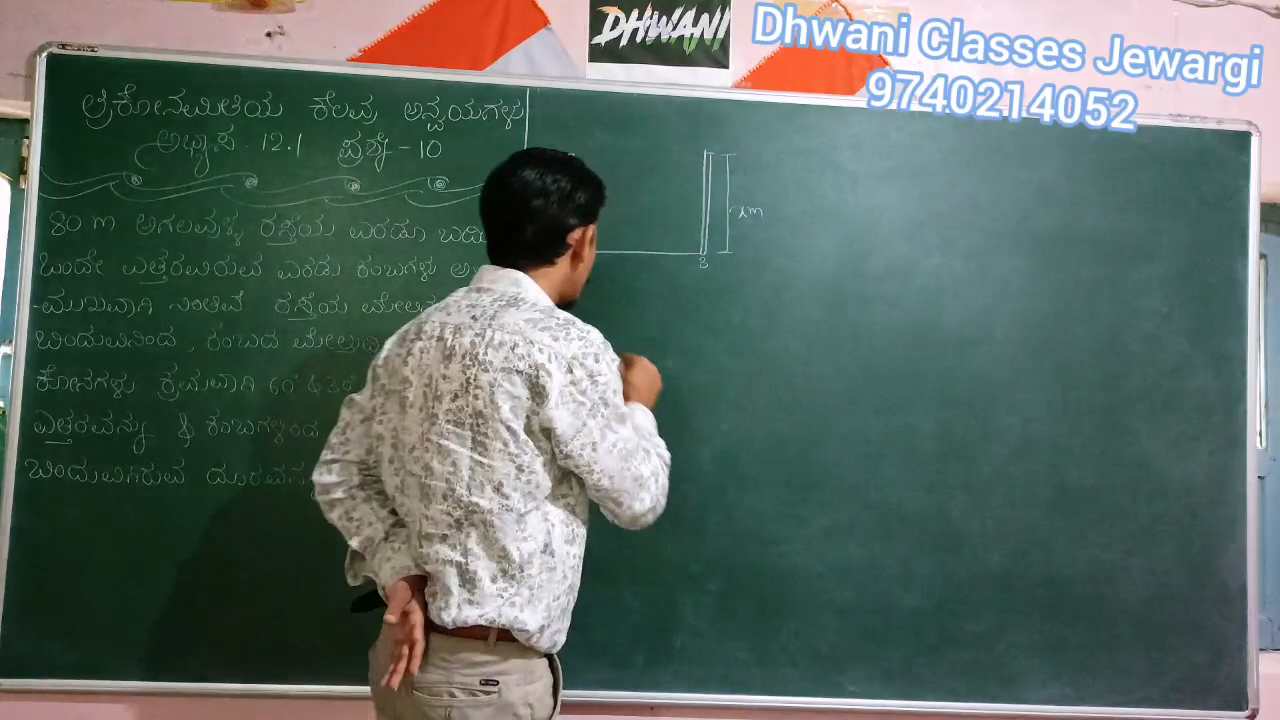 DHWANI
Dhwani Classes Jewargi
9740214052
ತ್ರಿಕೋನಮಿತಿಯ ಕೆಲವು ಅನ್ವಯಗಳು
ಅಭ್ಯಾಸ - 12.1 ಪ್ರಶ್ನೆ - 10
80 m ಅಗಲವುಳ್ಳ ರಸ್ತೆಯ ಎರಡೂ
ಒಂದೇ ಎತ್ತರವಿರುವ ಎರಡು ಕಂಬಗಳು
-ಮುಖವಾಗಿ ನಿಂತಿವೆ ರಸ್ತೆಯ
ಬಿಂದುವಿನಿಂದ , ಕಂಬದ
ಕೋನಗಳು ಕ್ರಮವಾಗಿ 60° & 30°
ಎತ್ತರವನ್ನು & ಕಂಬಗಳಿಂದ
ಬಿಂದುವಿಗಿರುವ
xm
B